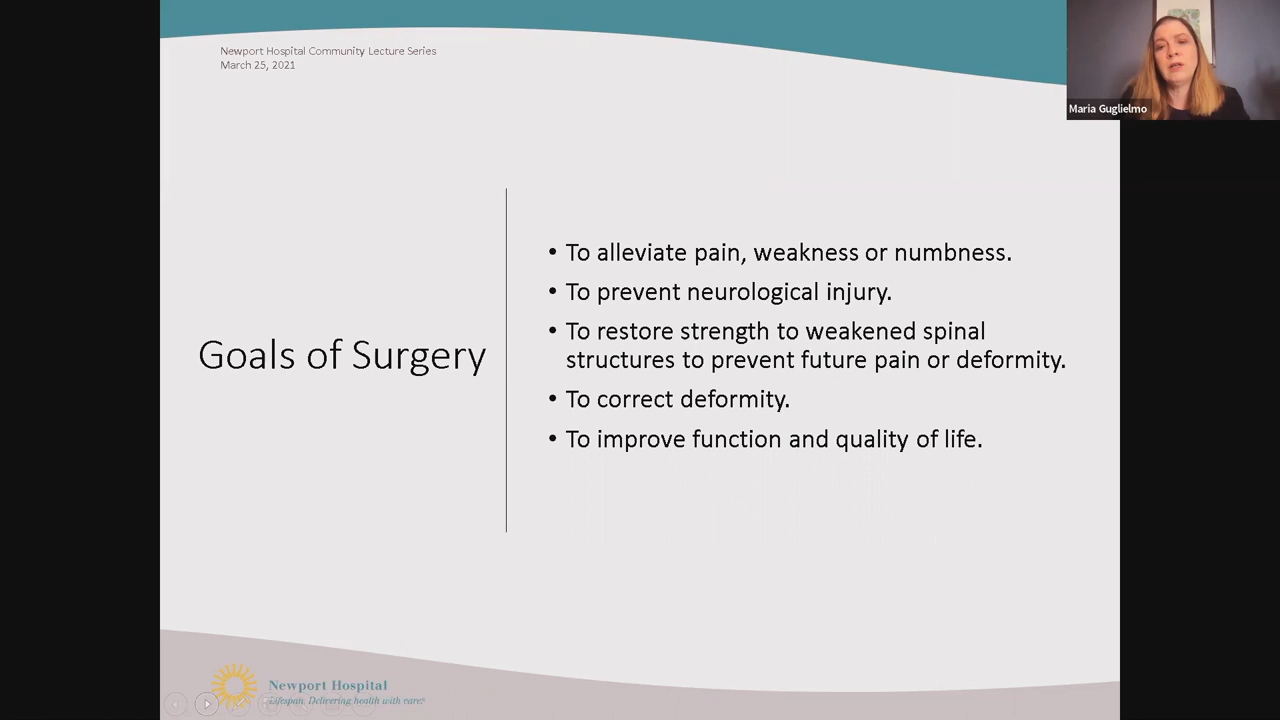 Newport Hospital Community Lecture Series
March 25, 2021
Maria Guglielmo
Goals of Surgery
• To alleviate pain, weakness or numbness.
• To prevent neurological injury.
• To restore strength to weakened spinal
structures to prevent future pain or deformity.
• To correct deformity.
• To improve function and quality of life.
Newport Hospital
Lifespan. Delivering health with care.®